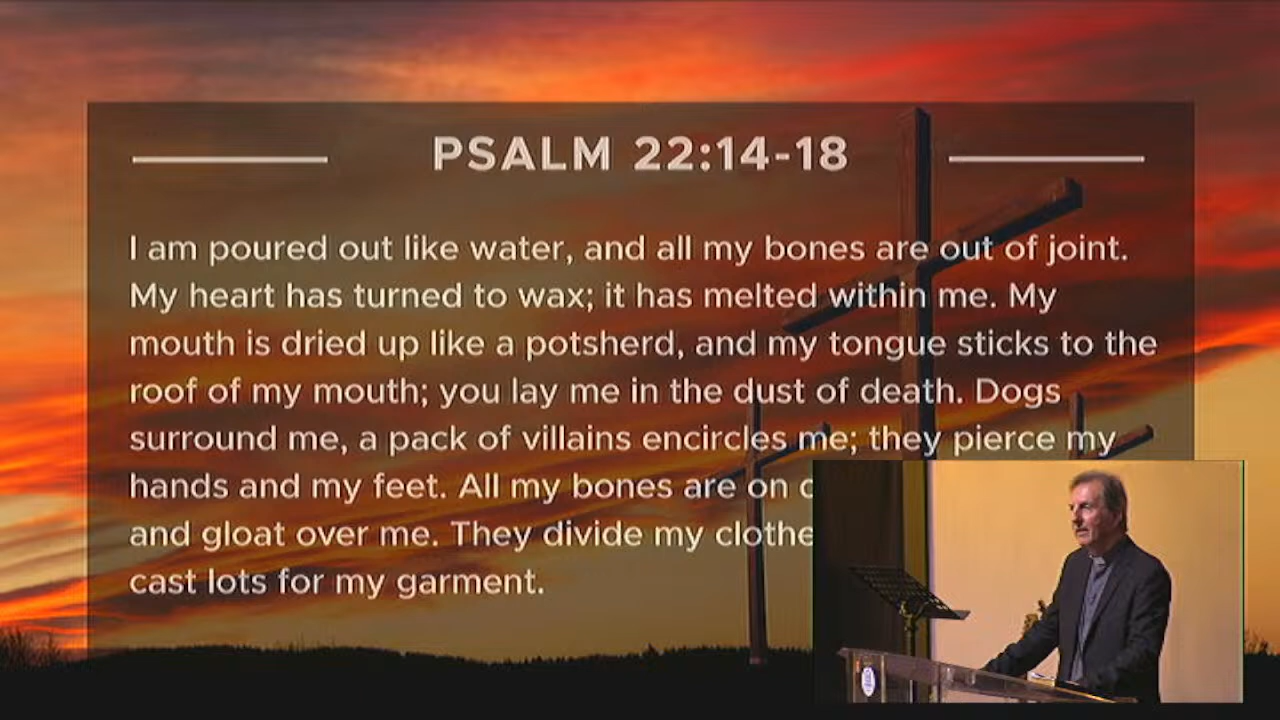 PSALM 22:14-18
I am poured out like water, and all my bones are out of joint.
My heart has turned to wax; it has melted within me. My
mouth is dried up like a potsherd, and my tongue sticks to the
roof of my mouth; you lay me in the dust of death. Dogs
surround me, a pack of villains encircles me; they pierce my
hands and my feet. All my bones are on
and gloat over me. They divide my clothe
cast lots for my garment.